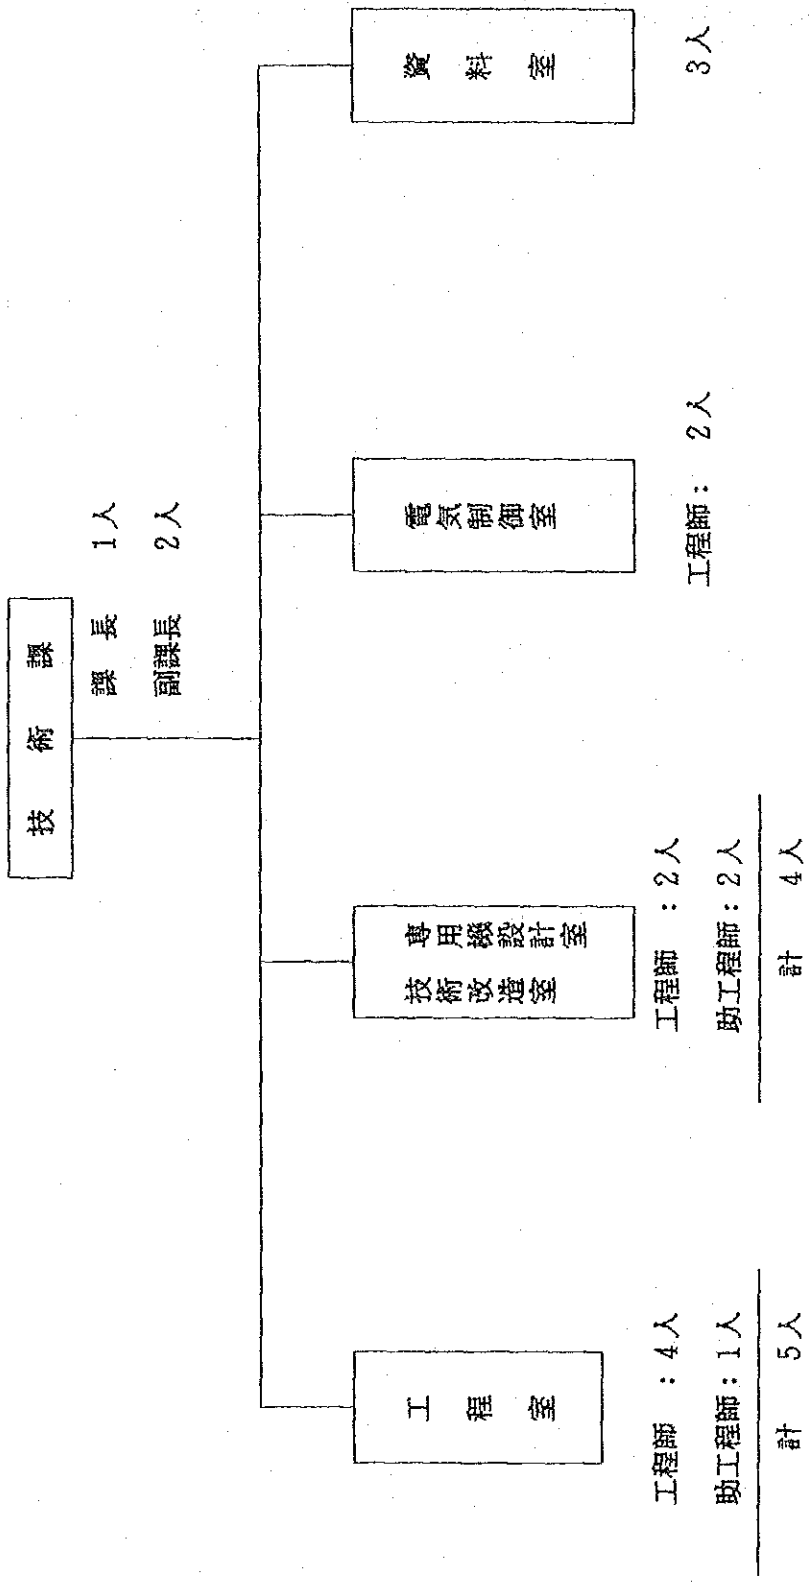 技術課
課長 1人
副課長 2人
工程室
工程師 : 4人
助工程師 : 1人
計 5人
専用機設計室
技術改造室
工程師 : 2人
助工程師 : 2人
計 4人
電気制御室
工程師 : 2人
資料室
3人